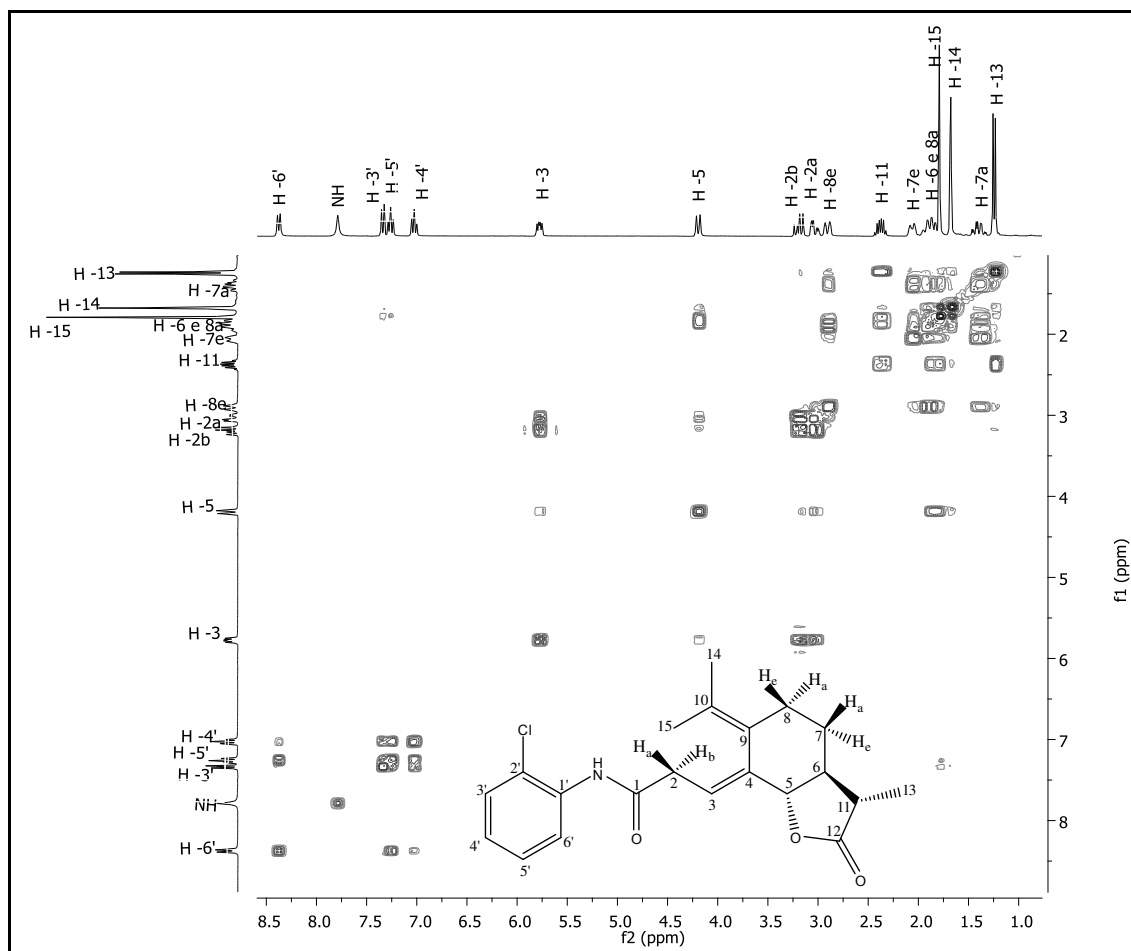 H -6'
NH
H -3'
H -5'
H -4'
H -3
H -5
H -2b
H -2a
H -8e
H -11
H -7e
H -6 e 8a
H -15
H -14
H -7a
H -13
H -13
H -7a
H -14
H -15
H -6 e 8a
H -7e
H -11
H -8e
H -2a
H -2b
H -5
H -3
H -4'
H -5'
H -3'
NH
H -6'
2
3
4
5
6
7
8
f1 (ppm)
14
10
15
He
Ha
8
Ha
7
He
9
6
5
4
11
13
12
O
O
Cl
2'
H
N
Ha
Hb
3'
1'
1
2
3
4'
6'
O
5'
8.5 8.0 7.5 7.0 6.5 6.0 5.5 5.0 4.5 4.0 3.5 3.0 2.5 2.0 1.5 1.0
f2 (ppm)